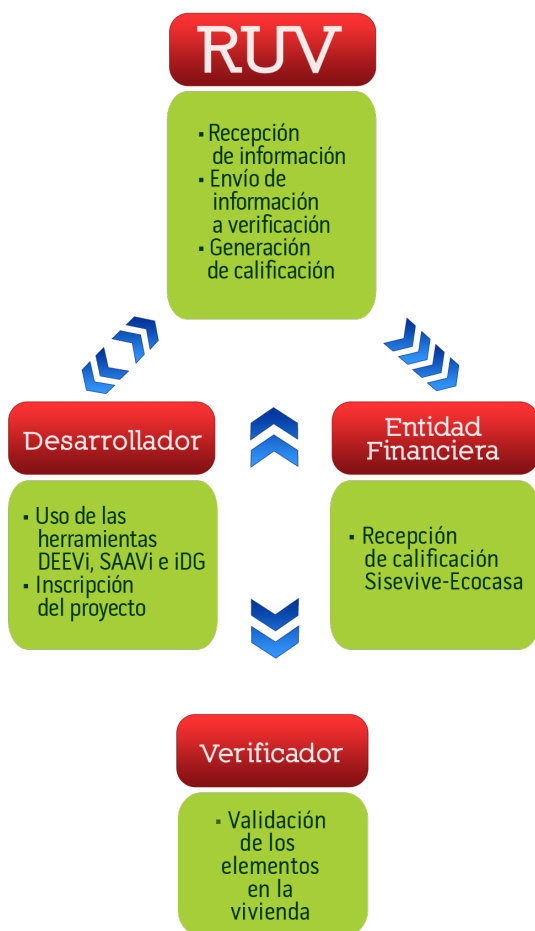 RUV
▪ Recepción
de información
▪ Envío de
información
a verificación
▪ Generación
de calificación
Desarrollador
▪ Uso de las
herramientas
DEEVi, SAAVi e iDG
▪ Inscripción
del proyecto
Entidad
Financiera
▪ Recepción
de calificación
Sisevive-Ecocasa
Verificador
▪ Validación
de los
elementos
en la
vivienda